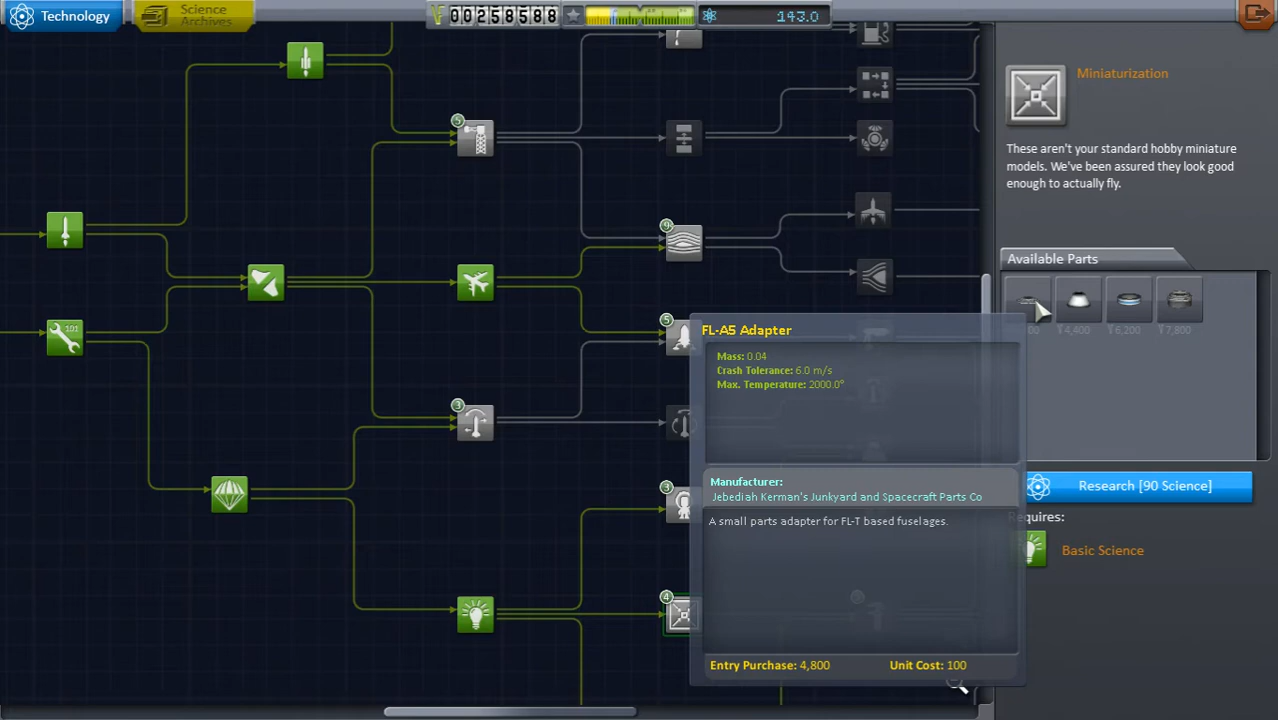 Technology
Science
Archives
00258588
143.0
Miniaturization
These aren't your standard hobby miniature
models. We've been assured they look good
enough to actually fly.
Available Parts
4,400
6,200
7,800
Research [90 Science]
Requires:
Basic Science
101
5
9
5
3
3
4
FL-A5 Adapter
Mass: 0.04
Crash Tolerance: 6.0 m/s
Max. Temperature: 2000.0°
Manufacturer:
Jebediah Kerman's Junkyard and Spacecraft Parts Co
A small parts adapter for FL-T based fuselages.
Entry Purchase: 4,800 Unit Cost: 100